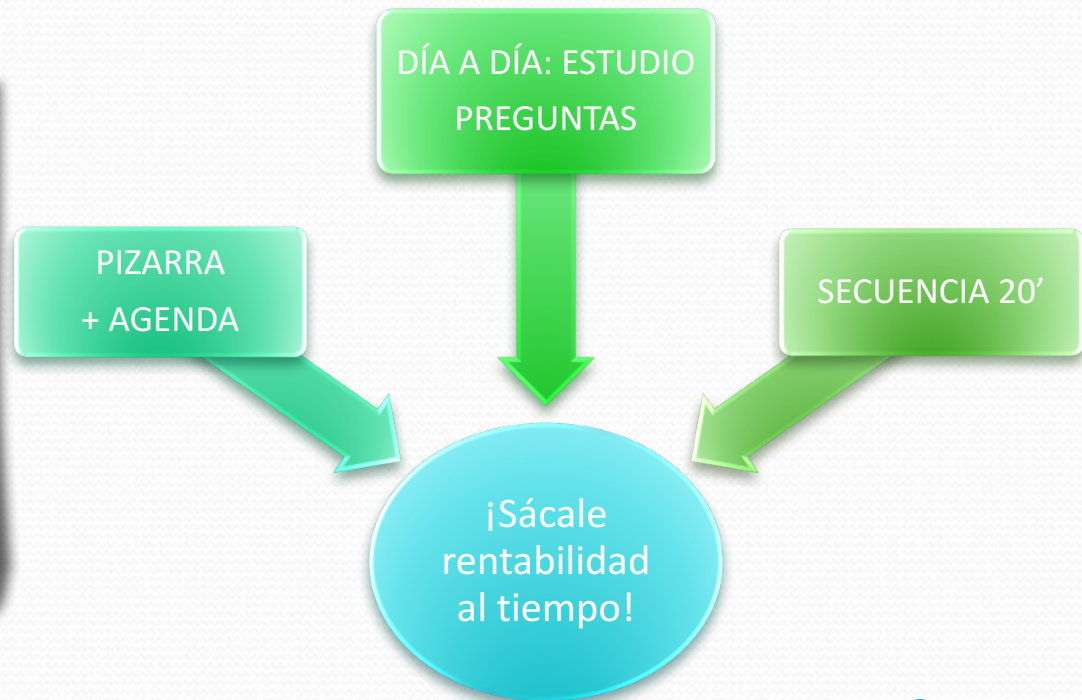 DÍA A DÍA: ESTUDIO
PREGUNTAS
PIZARRA
+ AGENDA
SECUENCIA 20’
¡Sácale
rentabilidad
al tiempo!